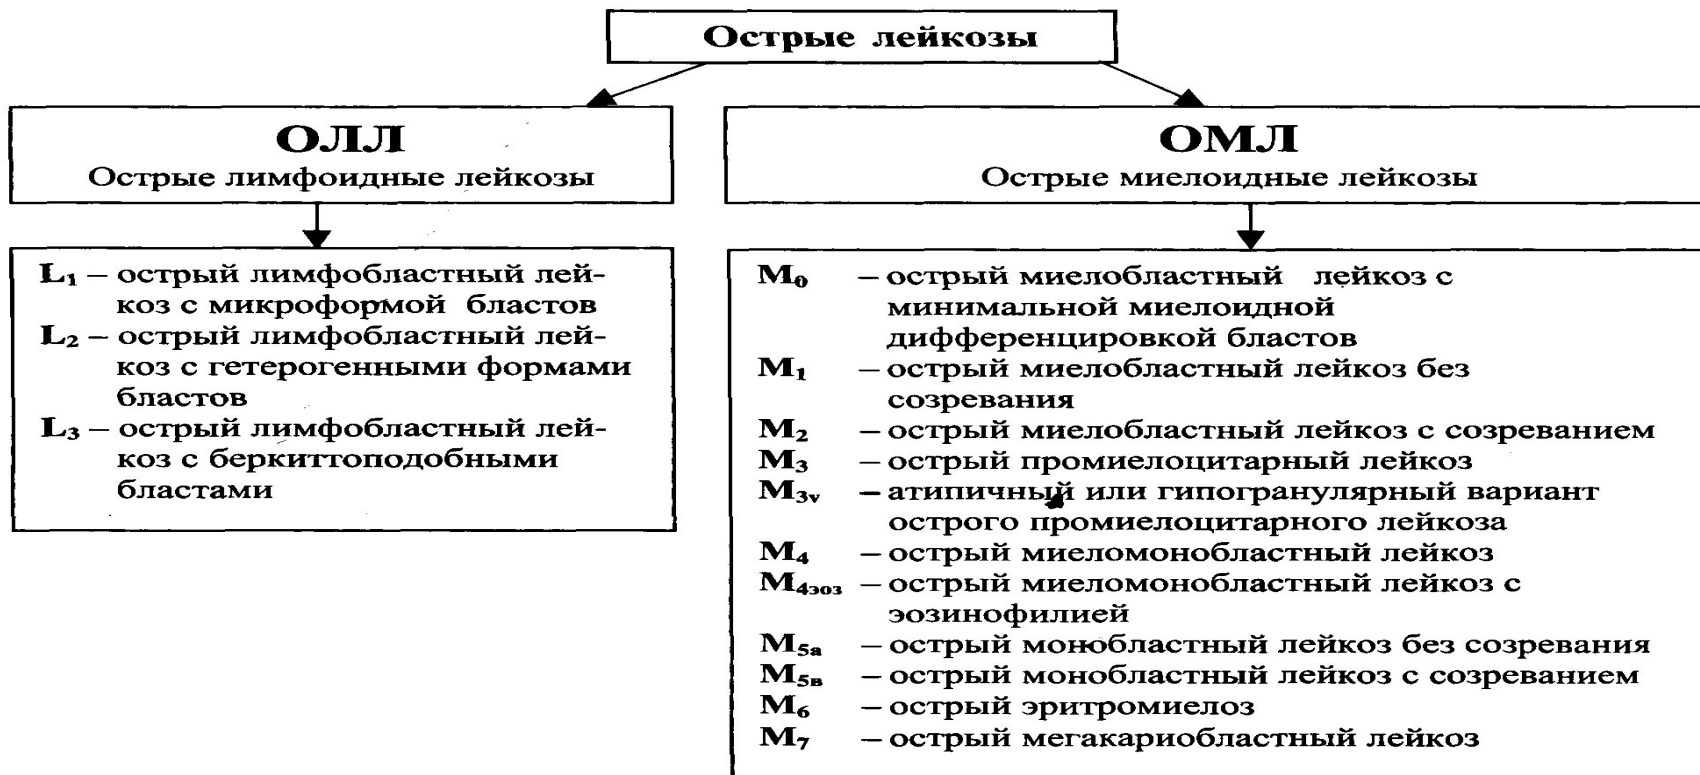 Острые лейкозы
ОЛЛ
Острые лимфоидные лейкозы
L₁ – острый лимфобластный лей-
коз с микроформой бластов
L₂ – острый лимфобластный лей-
коз с гетерогенными формами
бластов
L₃ – острый лимфобластный лей-
коз с беркиттоподобными
бластами
ОМЛ
Острые миелоидные лейкозы
M₀ – острый миелобластный лейкоз с
минимальной миелоидной
дифференцировкой бластов
M₁ – острый миелобластный лейкоз без
созревания
M₂ – острый миелобластный лейкоз с созреванием
M₃ – острый промиелоцитарный лейкоз
M₃ᵥ – атипичный или гипогранулярный вариант
острого промиелоцитарного лейкоза
M₄ – острый миеломонобластный лейкоз
M₄эоз – острый миеломонобластный лейкоз с
эозинофилией
M₅а – острый монобластный лейкоз без созревания
M₅в – острый монобластный лейкоз с созреванием
M₆ – острый эритромиелоз
M₇ – острый мегакариобластный лейкоз